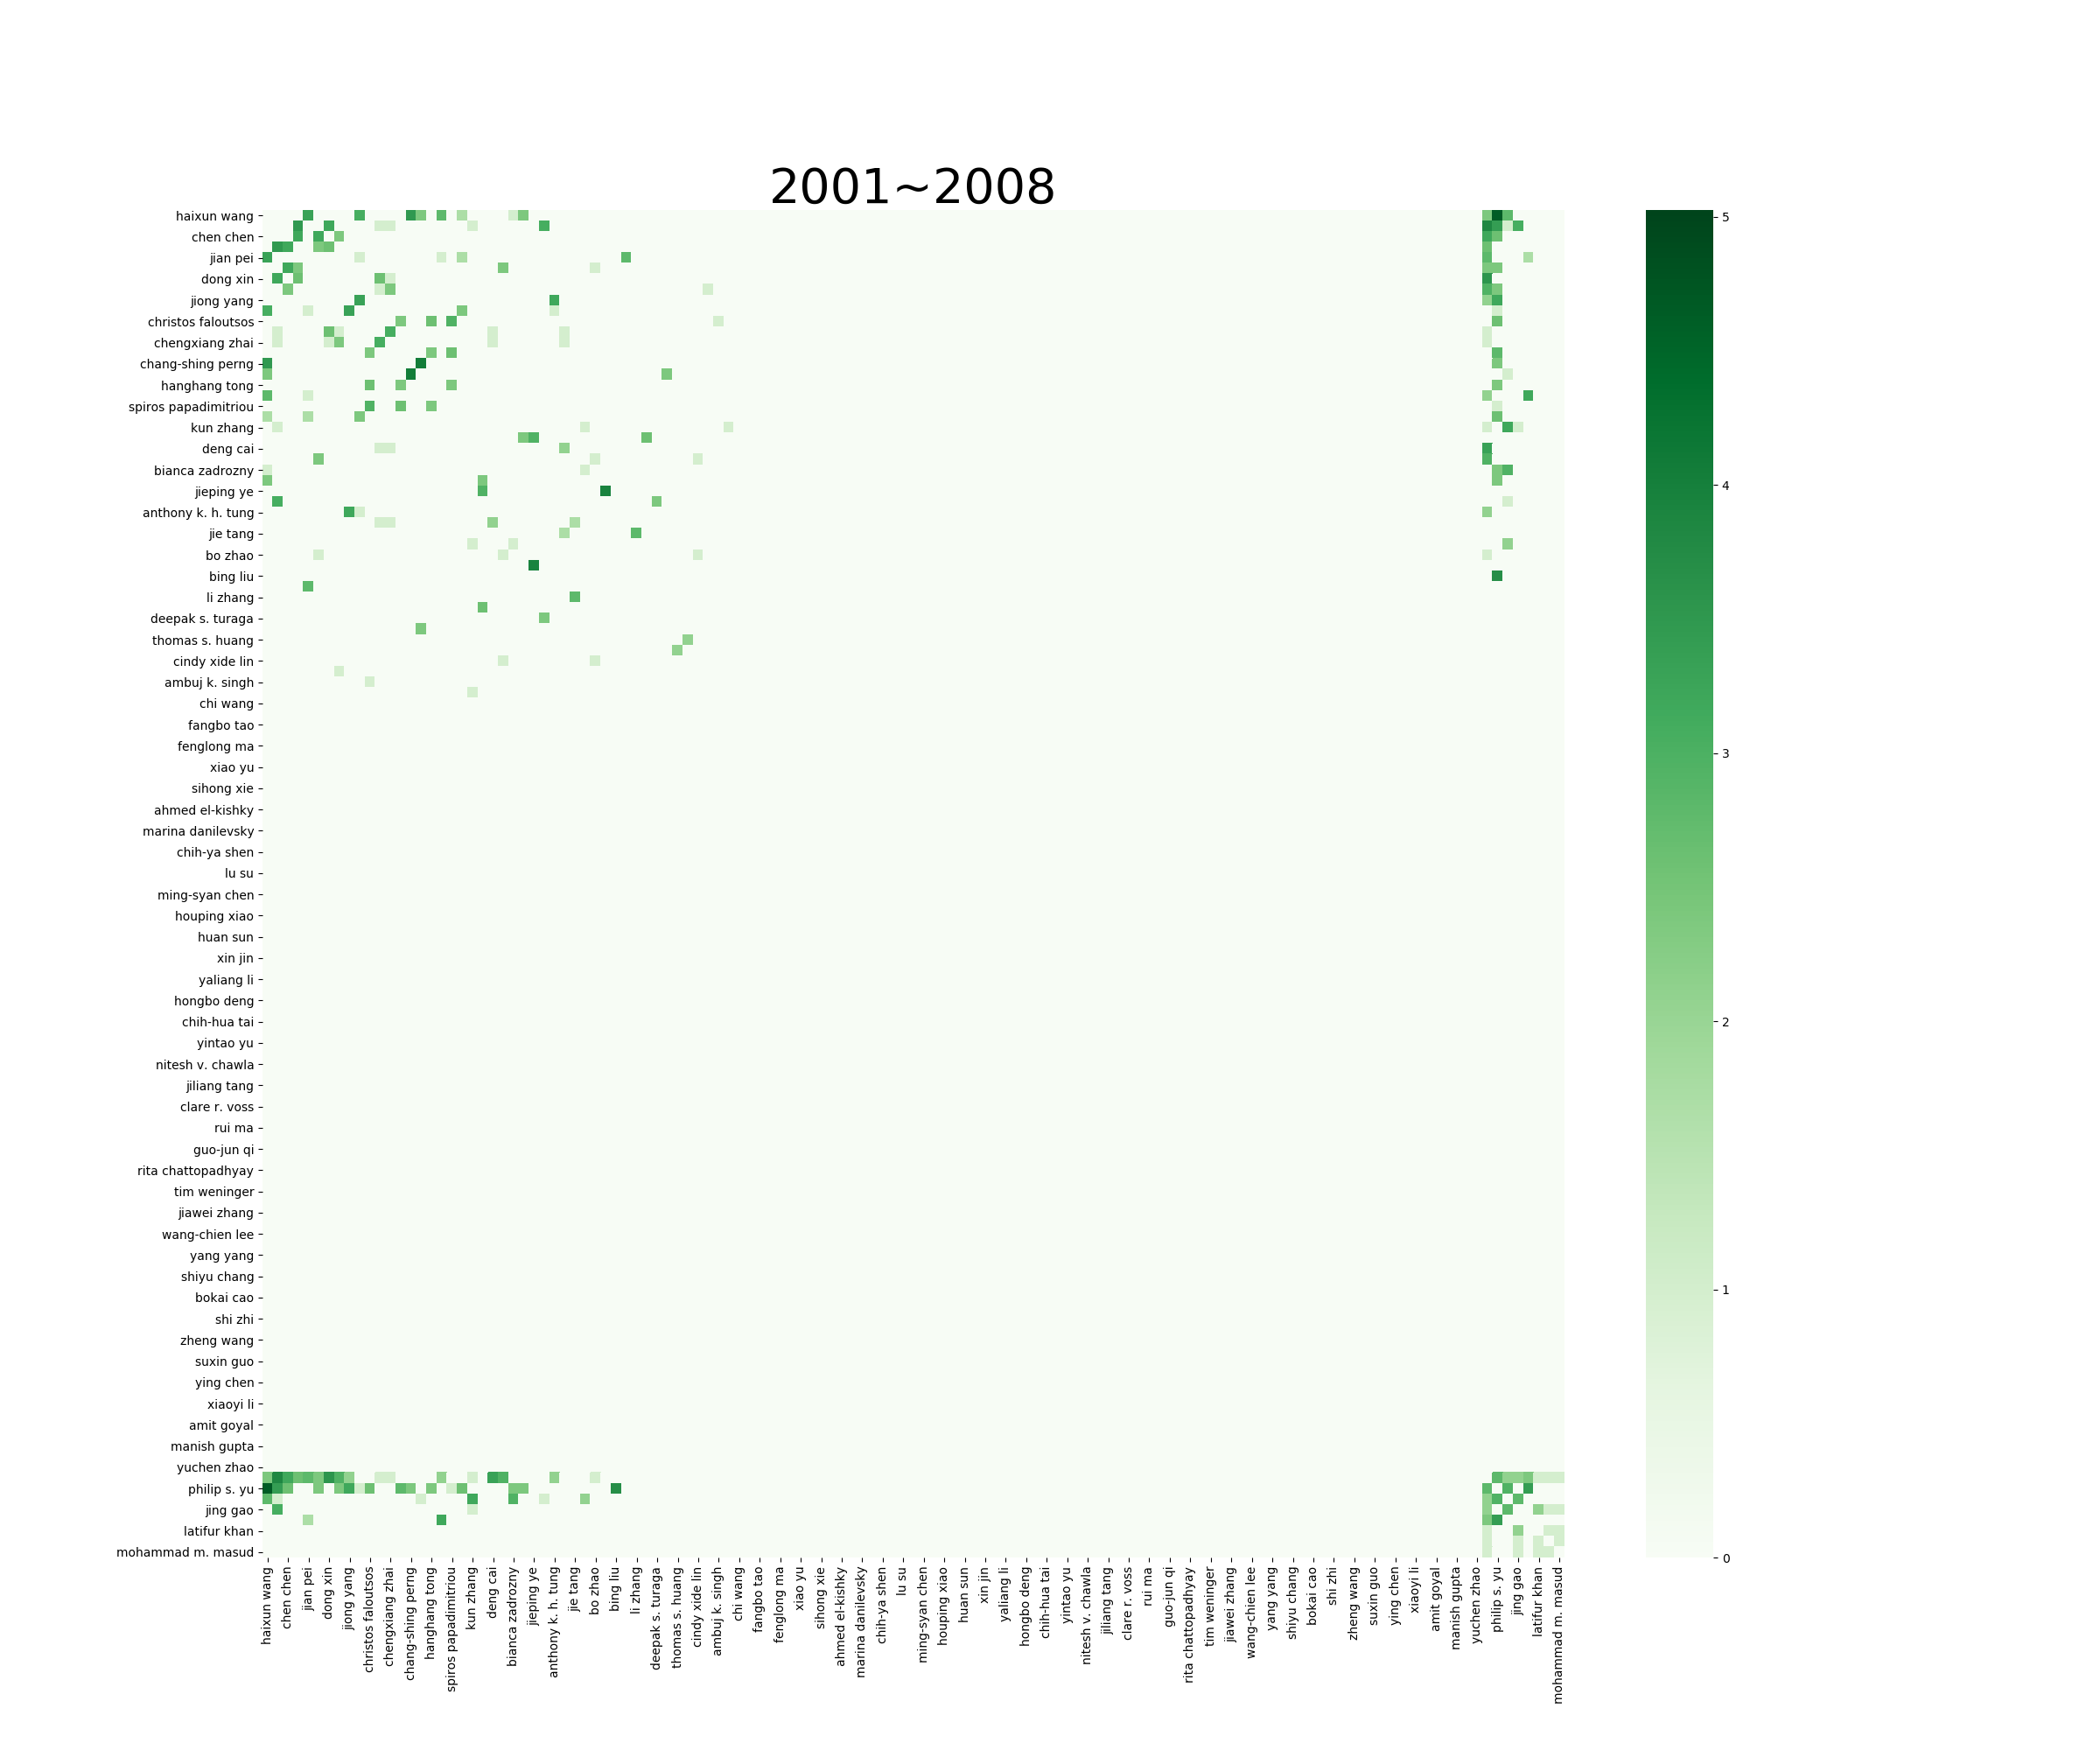 2001~2008
haixun wang
chen chen
jian pei
dong xin
jiong yang
christos faloutsos
chengxiang zhai
chang-shing perng
hanghang tong
spiros papadimitriou
kun zhang
deng cai
bianca zadrozny
jieping ye
anthony k. h. tung
jie tang
bo zhao
bing liu
li zhang
deepak s. turaga
thomas s. huang
cindy xide lin
ambuj k. singh
chi wang
fangbo tao
fenglong ma
xiao yu
sihong xie
ahmed el-kishky
marina danilevsky
chih-ya shen
lu su
ming-syan chen
houping xiao
huan sun
xin jin
yaliang li
hongbo deng
chih-hua tai
yintao yu
nitesh v. chawla
jiliang tang
clare r. voss
rui ma
guo-jun qi
rita chattopadhyay
tim weninger
jiawei zhang
wang-chien lee
yang yang
shiyu chang
bokai cao
shi zhi
zheng wang
suxin guo
ying chen
xiaoyi li
amit goyal
manish gupta
yuchen zhao
philip s. yu
jing gao
latifur khan
mohammad m. masud
haixun wang
chen chen
jian pei
dong xin
jiong yang
christos faloutsos
chengxiang zhai
chang-shing perng
hanghang tong
spiros papadimitriou
kun zhang
deng cai
bianca zadrozny
jieping ye
anthony k. h. tung
jie tang
bo zhao
bing liu
li zhang
deepak s. turaga
thomas s. huang
cindy xide lin
ambuj k. singh
chi wang
fangbo tao
fenglong ma
xiao yu
sihong xie
ahmed el-kishky
marina danilevsky
chih-ya shen
lu su
ming-syan chen
houping xiao
huan sun
xin jin
yaliang li
hongbo deng
chih-hua tai
yintao yu
nitesh v. chawla
jiliang tang
clare r. voss
rui ma
guo-jun qi
rita chattopadhyay
tim weninger
jiawei zhang
wang-chien lee
yang yang
shiyu chang
bokai cao
shi zhi
zheng wang
suxin guo
ying chen
xiaoyi li
amit goyal
manish gupta
yuchen zhao
philip s. yu
jing gao
latifur khan
mohammad m. masud
5
4
3
2
1
0